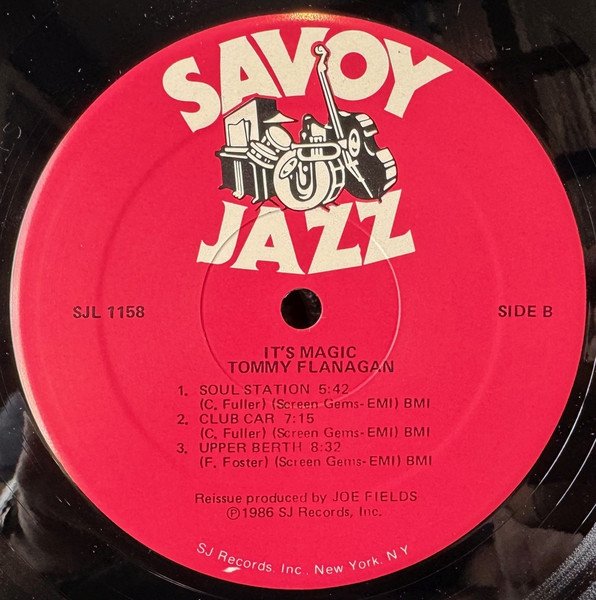 SAVOY
JAZZ
SJL 1158
SIDE B
IT'S MAGIC
TOMMY FLANAGAN
1. SOUL STATION 5:42
(C. Fuller) (Screen Gems-EMI) BMI
2. CLUB CAR 7:15
(C. Fuller) (Screen Gems-EMI) BMI
3. UPPER BERTH 8:32
(F. Foster) (Screen Gems-EMI) BMI
Reissue produced by JOE FIELDS
℗1986 SJ Records, Inc.
SJ Records, Inc., New York, N Y